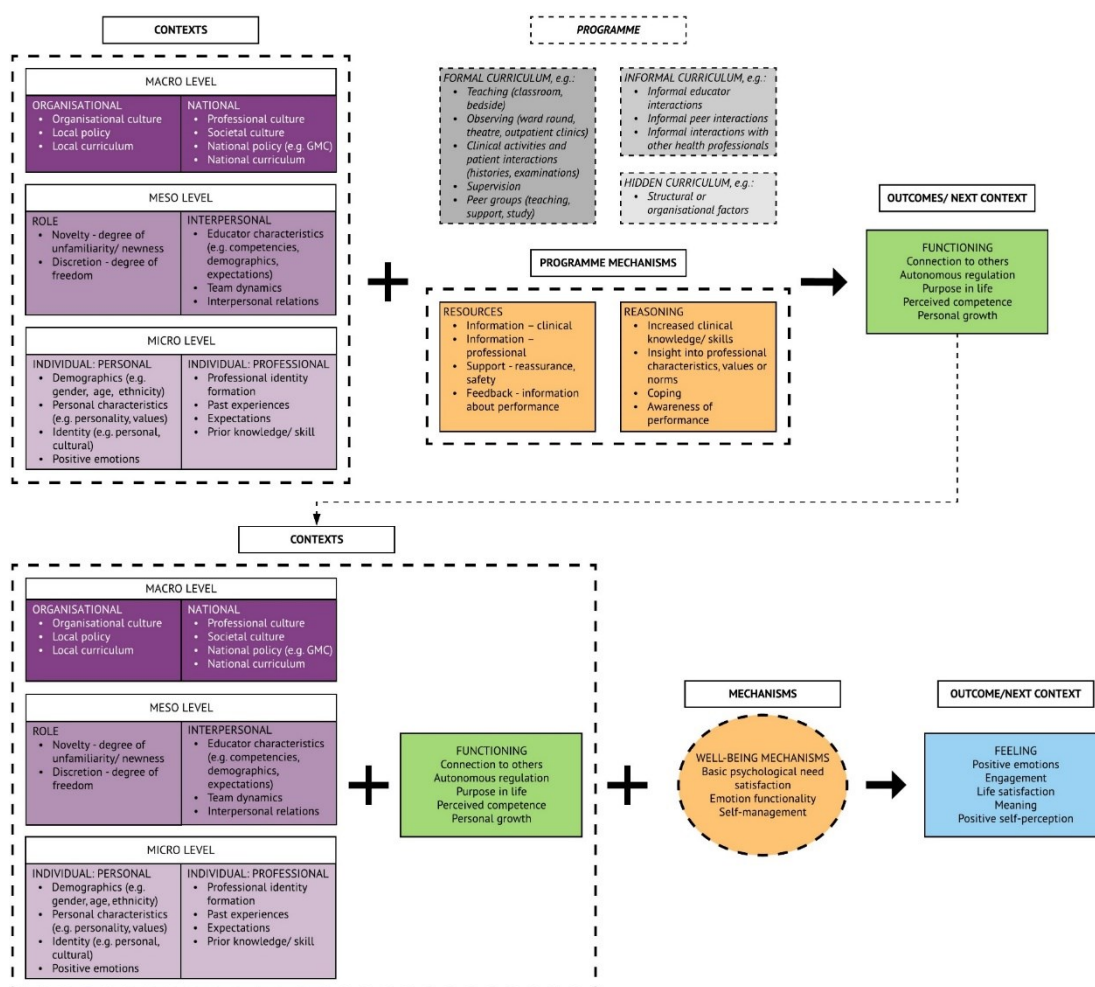 CONTEXTS
MACRO LEVEL
ORGANISATIONAL
• Organisational culture
• Local policy
• Local curriculum
NATIONAL
• Professional culture
• Societal culture
• National policy (e.g. GMC)
• National curriculum
MESO LEVEL
ROLE
• Novelty - degree of
unfamiliarity/ newness
• Discretion - degree of
freedom
INTERPERSONAL
• Educator characteristics
(e.g. competencies,
demographics,
expectations)
• Team dynamics
• Interpersonal relations
MICRO LEVEL
INDIVIDUAL: PERSONAL
• Demographics (e.g.
gender, age, ethnicity)
• Personal characteristics
(e.g. personality, values)
• Identity (e.g. personal,
cultural)
• Positive emotions
INDIVIDUAL: PROFESSIONAL
• Professional identity
formation
• Past experiences
• Expectations
• Prior knowledge/ skill
+
PROGRAMME
FORMAL CURRICULUM, e.g.:
• Teaching (classroom,
bedside)
• Observing (ward round,
theatre, outpatient clinics)
• Clinical activities and
patient interactions
(histories, examinations)
• Supervision
• Peer groups (teaching,
support, study)
INFORMAL CURRICULUM, e.g.:
• Informal educator
interactions
• Informal peer interactions
• Informal interactions with
other health professionals
HIDDEN CURRICULUM, e.g.:
• Structural or
organisational factors
PROGRAMME MECHANISMS
RESOURCES
• Information – clinical
• Information –
professional
• Support - reassurance,
safety
• Feedback - information
about performance
REASONING
• Increased clinical
knowledge/ skills
• Insight into professional
characteristics, values or
norms
• Coping
• Awareness of
performance
OUTCOMES/ NEXT CONTEXT
FUNCTIONING
Connection to others
Autonomous regulation
Purpose in life
Perceived competence
Personal growth
CONTEXTS
MACRO LEVEL
ORGANISATIONAL
• Organisational culture
• Local policy
• Local curriculum
NATIONAL
• Professional culture
• Societal culture
• National policy (e.g. GMC)
• National curriculum
MESO LEVEL
ROLE
• Novelty - degree of
unfamiliarity/ newness
• Discretion - degree of
freedom
INTERPERSONAL
• Educator characteristics
(e.g. competencies,
demographics,
expectations)
• Team dynamics
• Interpersonal relations
MICRO LEVEL
INDIVIDUAL: PERSONAL
• Demographics (e.g.
gender, age, ethnicity)
• Personal characteristics
(e.g. personality, values)
• Identity (e.g. personal,
cultural)
• Positive emotions
INDIVIDUAL: PROFESSIONAL
• Professional identity
formation
• Past experiences
• Expectations
• Prior knowledge/ skill
+
FUNCTIONING
Connection to others
Autonomous regulation
Purpose in life
Perceived competence
Personal growth
+
MECHANISMS
WELL-BEING MECHANISMS
Basic psychological need
satisfaction
Emotion functionality
Self-management
OUTCOME/NEXT CONTEXT
FEELING
Positive emotions
Engagement
Life satisfaction
Meaning
Positive self-perception